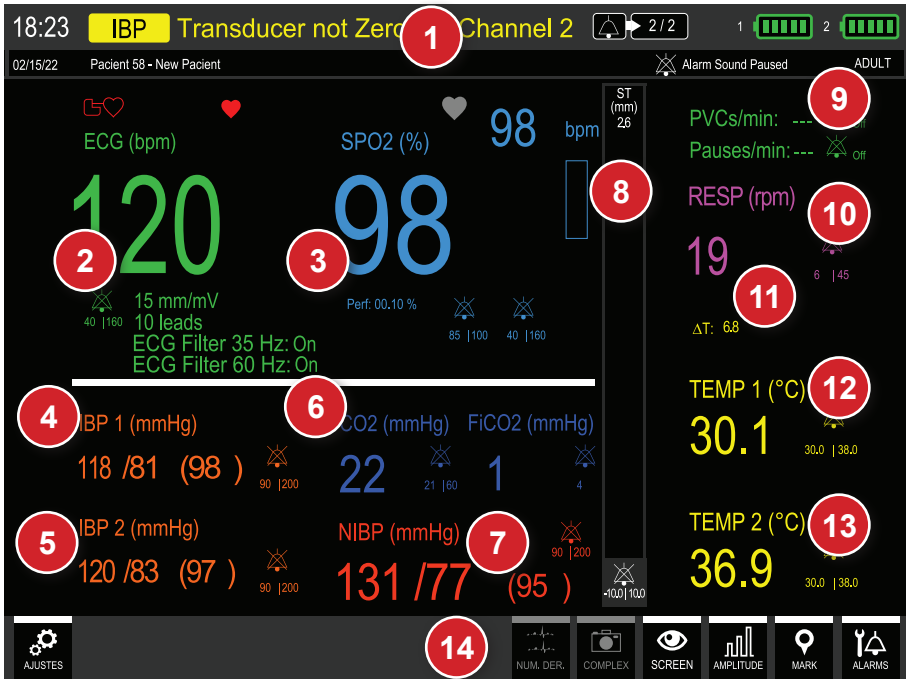 18:23 IBP Transducer not Zero Channel 2 2/2 1 2
02/15/22 Pacient 58 - New Pacient Alarm Sound Paused ADULT
1
ST
(mm)
2.6
9
PVCs/min: --- Off
Pauses/min: --- Off
ECG (bpm)
120
2
40 |160
15 mm/mV
10 leads
ECG Filter 35 Hz: On
ECG Filter 60 Hz: On
SPO2 (%)
98 bpm
98
3
Perf: 00.10 %
85 |100 40 |160
8
RESP (rpm)
10
19
6 |45
11
ΔT: 6.8
4
IBP 1 (mmHg)
118 /81 (98 )
90 |200
6
CO2 (mmHg) FiCO2 (mmHg)
22 1
21 |60 4
TEMP 1 (°C)
12
30.1
30.0 |38.0
5
IBP 2 (mmHg)
120 /83 (97 )
90 |200
NIBP (mmHg)
7
90 |200
131 /77 (95 )
-10.0|10.0
TEMP 2 (°C)
13
36.9
30.0 |38.0
14
AJUSTES NUM. DER. COMPLEX SCREEN AMPLITUDE MARK ALARMS